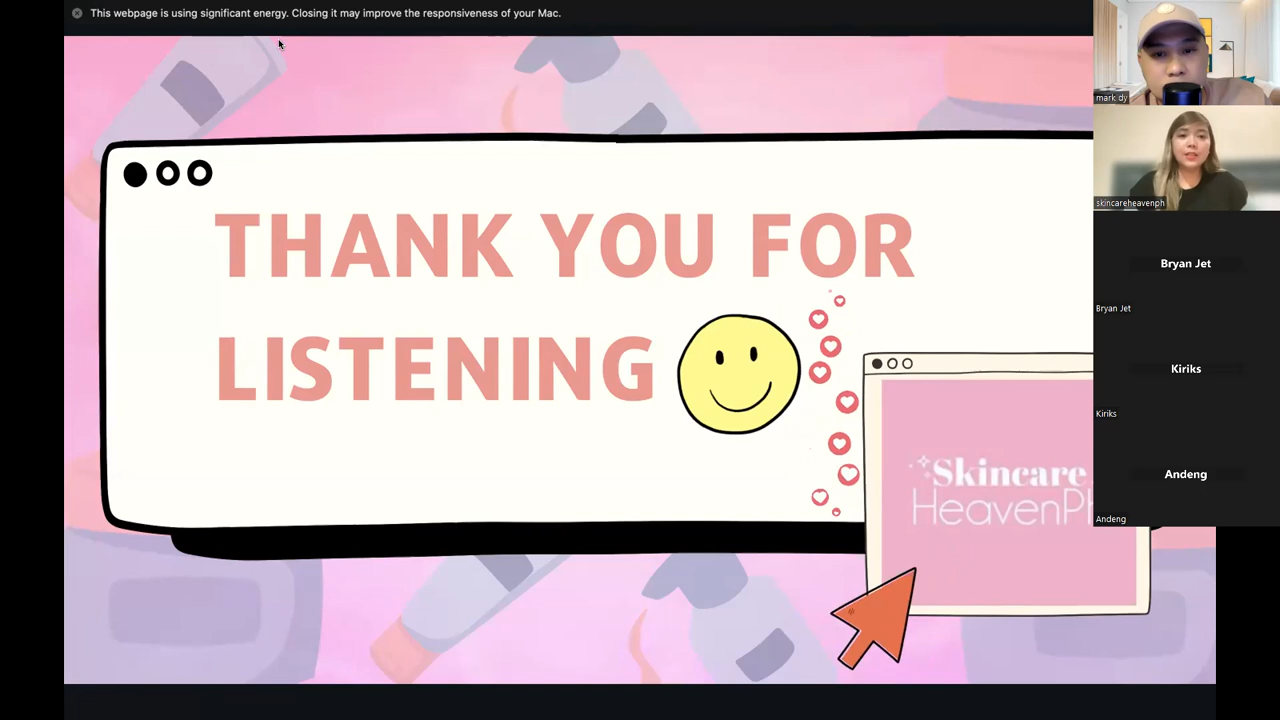 This webpage is using significant energy. Closing it may improve the responsiveness of your Mac.
THANK YOU FOR
LISTENING
Skincare
HeavenPH
mark dy
skincareheavenph
Bryan Jet
Bryan Jet
Kiriks
Kiriks
Andeng
Andeng